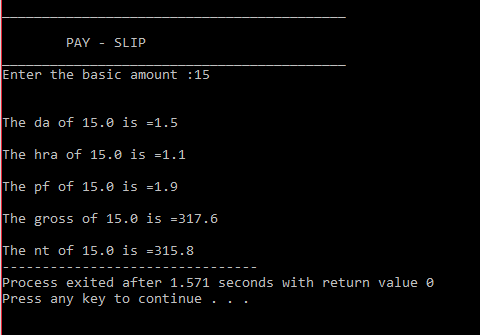 PAY - SLIP
Enter the basic amount :15
The da of 15.0 is =1.5
The hra of 15.0 is =1.1
The pf of 15.0 is =1.9
The gross of 15.0 is =317.6
The nt of 15.0 is =315.8
--------------------------------
Process exited after 1.571 seconds with return value 0
Press any key to continue . . .